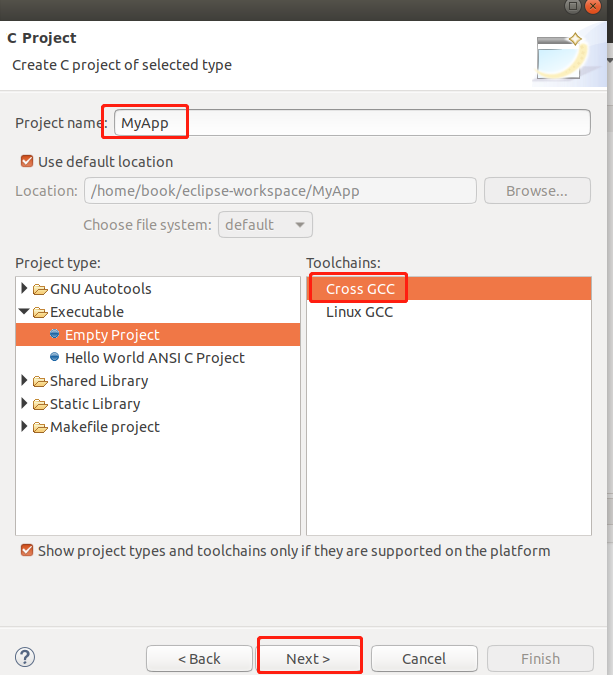 C Project
Create C project of selected type
Project name: MyApp
Use default location
Location: /home/book/eclipse-workspace/MyApp Browse...
Choose file system: default
Project type: Toolchains:
GNU Autotools Cross GCC
Executable Linux GCC
Empty Project
Hello World ANSI C Project
Shared Library
Static Library
Makefile project
Show project types and toolchains only if they are supported on the platform
? < Back Next > Cancel Finish